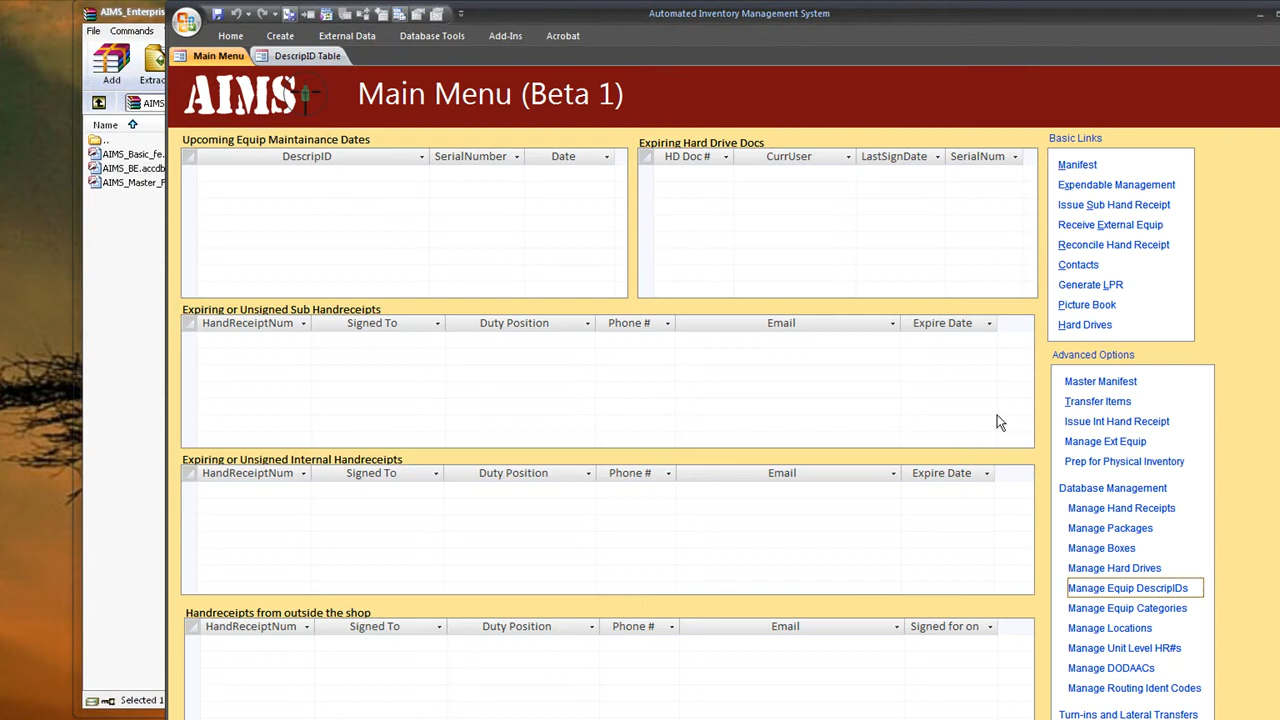 AIMS_Enterpris
Automated Inventory Management System
File Commands
Home Create External Data Database Tools Add-Ins Acrobat
Main Menu DescripID Table
Add Extrac
AIMS Main Menu (Beta 1)
AIMS
Name
..
AIMS_Basic_fe.
AIMS_BE.accdb
AIMS_Master_F
Upcoming Equip Maintainance Dates
DescripID SerialNumber Date
Expiring Hard Drive Docs
HD Doc # CurrUser LastSignDate SerialNum
Expiring or Unsigned Sub Handreceipts
HandReceiptNum Signed To Duty Position Phone # Email Expire Date
Expiring or Unsigned Internal Handreceipts
HandReceiptNum Signed To Duty Position Phone # Email Expire Date
Handreceipts from outside the shop
HandReceiptNum Signed To Duty Position Phone # Email Signed for on
Basic Links
Manifest
Expendable Management
Issue Sub Hand Receipt
Receive External Equip
Reconcile Hand Receipt
Contacts
Generate LPR
Picture Book
Hard Drives
Advanced Options
Master Manifest
Transfer Items
Issue Int Hand Receipt
Manage Ext Equip
Prep for Physical Inventory
Database Management
Manage Hand Receipts
Manage Packages
Manage Boxes
Manage Hard Drives
Manage Equip DescripIDs
Manage Equip Categories
Manage Locations
Manage Unit Level HR#s
Manage DODAACs
Manage Routing Ident Codes
Turn-ins and Lateral Transfers
Selected 1